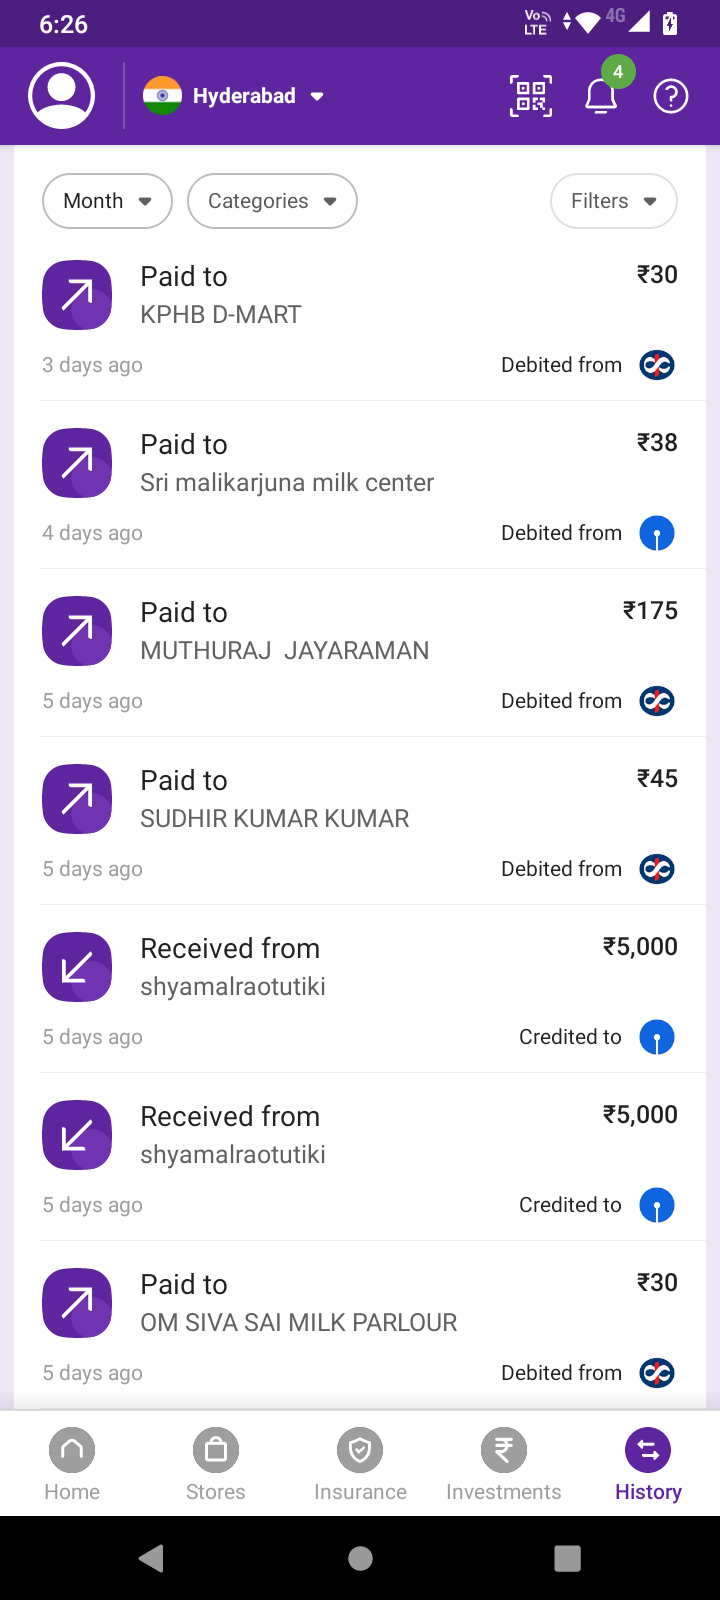 6:26
Vo LTE
4G
Hyderabad
4
Month
Categories
Filters
Paid to
₹30
KPHB D-MART
3 days ago
Debited from
Paid to
₹38
Sri malikarjuna milk center
4 days ago
Debited from
Paid to
₹175
MUTHURAJ  JAYARAMAN
5 days ago
Debited from
Paid to
₹45
SUDHIR KUMAR KUMAR
5 days ago
Debited from
Received from
₹5,000
shyamalraotutiki
5 days ago
Credited to
Received from
₹5,000
shyamalraotutiki
5 days ago
Credited to
Paid to
₹30
OM SIVA SAI MILK PARLOUR
5 days ago
Debited from
Home
Stores
Insurance
Investments
History